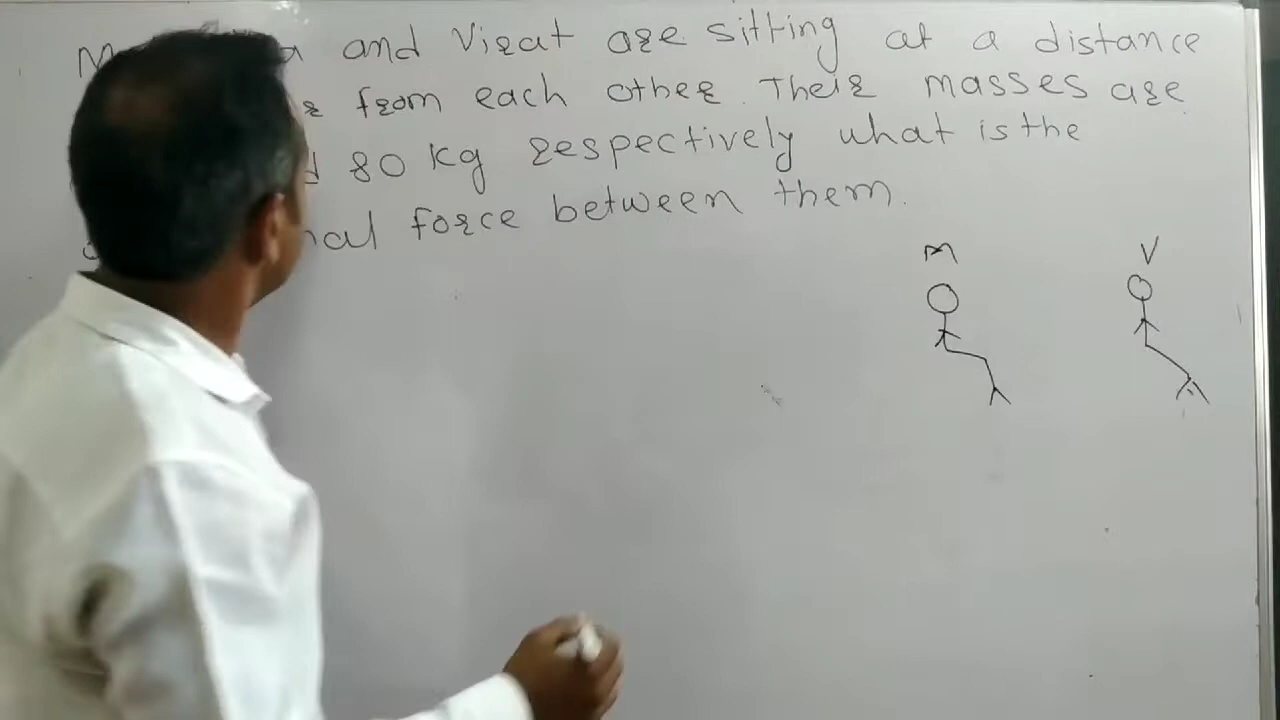 and Virat are sitting at a distance
from each other. Their masses are
80 kg respectively what is the
force between them.
M V